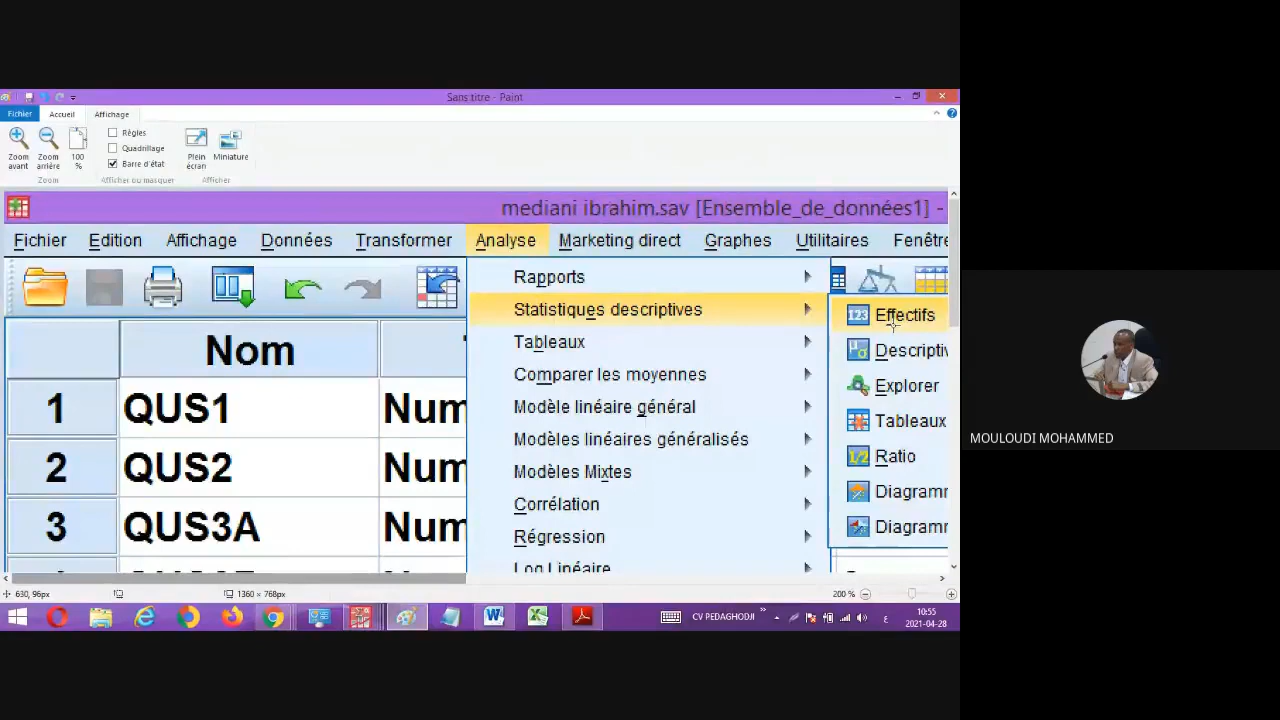 Sans titre - Paint
Fichier Accueil Affichage
Règles
Quadrillage
Barre d'état
Zoom avant
Zoom arrière
100 %
Plein écran
Miniature
Zoom Afficher ou masquer Afficher
mediani ibrahim.sav [Ensemble_de_données1] -
Fichier Edition Affichage Données Transformer Analyse Marketing direct Graphes Utilitaires Fenêtre
Rapports
Statistiques descriptives
Tableaux
Comparer les moyennes
Modèle linéaire général
Modèles linéaires généralisés
Modèles Mixtes
Corrélation
Régression
Log Linéaire
123 Effectifs
Descriptiv
Explorer
Tableaux
1/2 Ratio
Diagramm
Diagramm
Nom
1 QUS1 Num
2 QUS2 Num
3 QUS3A Num
MOULOUDI MOHAMMED
630, 96px 1360 × 768px 200 %
CV PEDAGHODJI » ع 10:55
2021-04-28